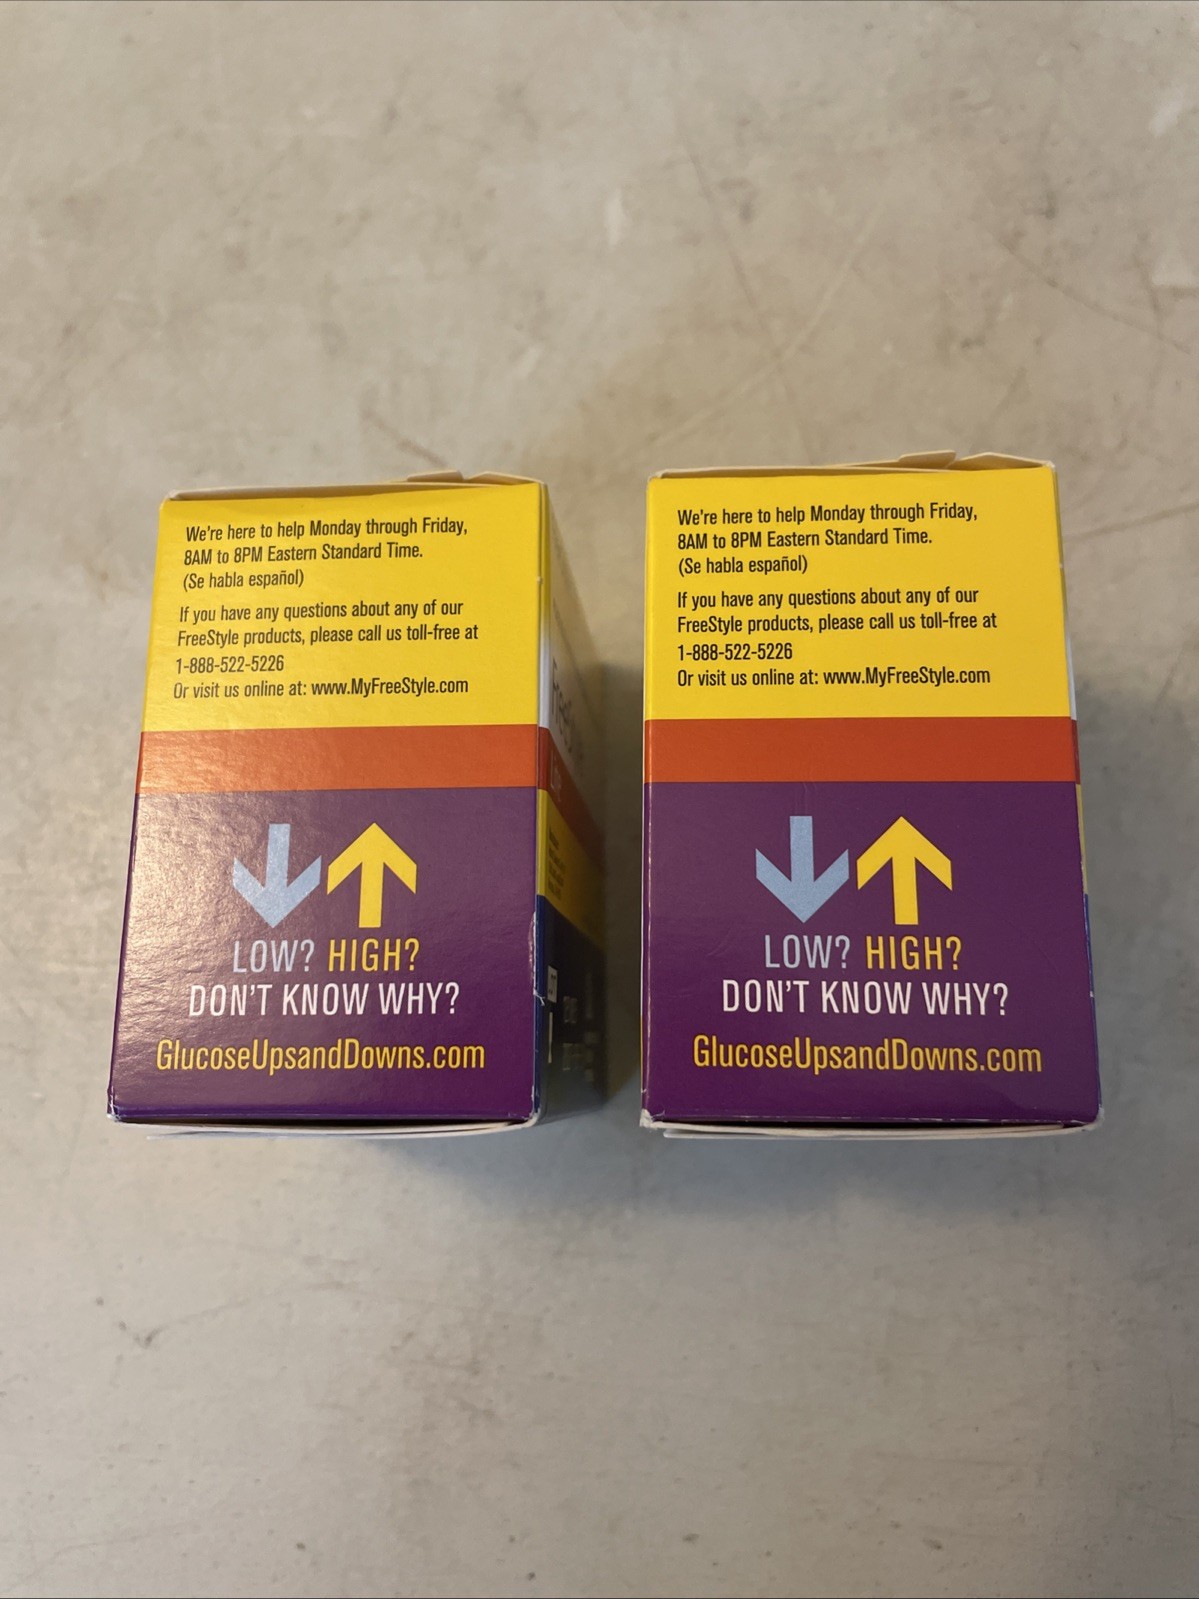 We're here to help Monday through Friday,
8AM to 8PM Eastern Standard Time.
(Se habla español)
If you have any questions about any of our
FreeStyle products, please call us toll-free at
1-888-522-5226
Or visit us online at: www.MyFreeStyle.com
LOW? HIGH?
DON'T KNOW WHY?
GlucoseUpsandDowns.com
We're here to help Monday through Friday,
8AM to 8PM Eastern Standard Time.
(Se habla español)
If you have any questions about any of our
FreeStyle products, please call us toll-free at
1-888-522-5226
Or visit us online at: www.MyFreeStyle.com
LOW? HIGH?
DON'T KNOW WHY?
GlucoseUpsandDowns.com